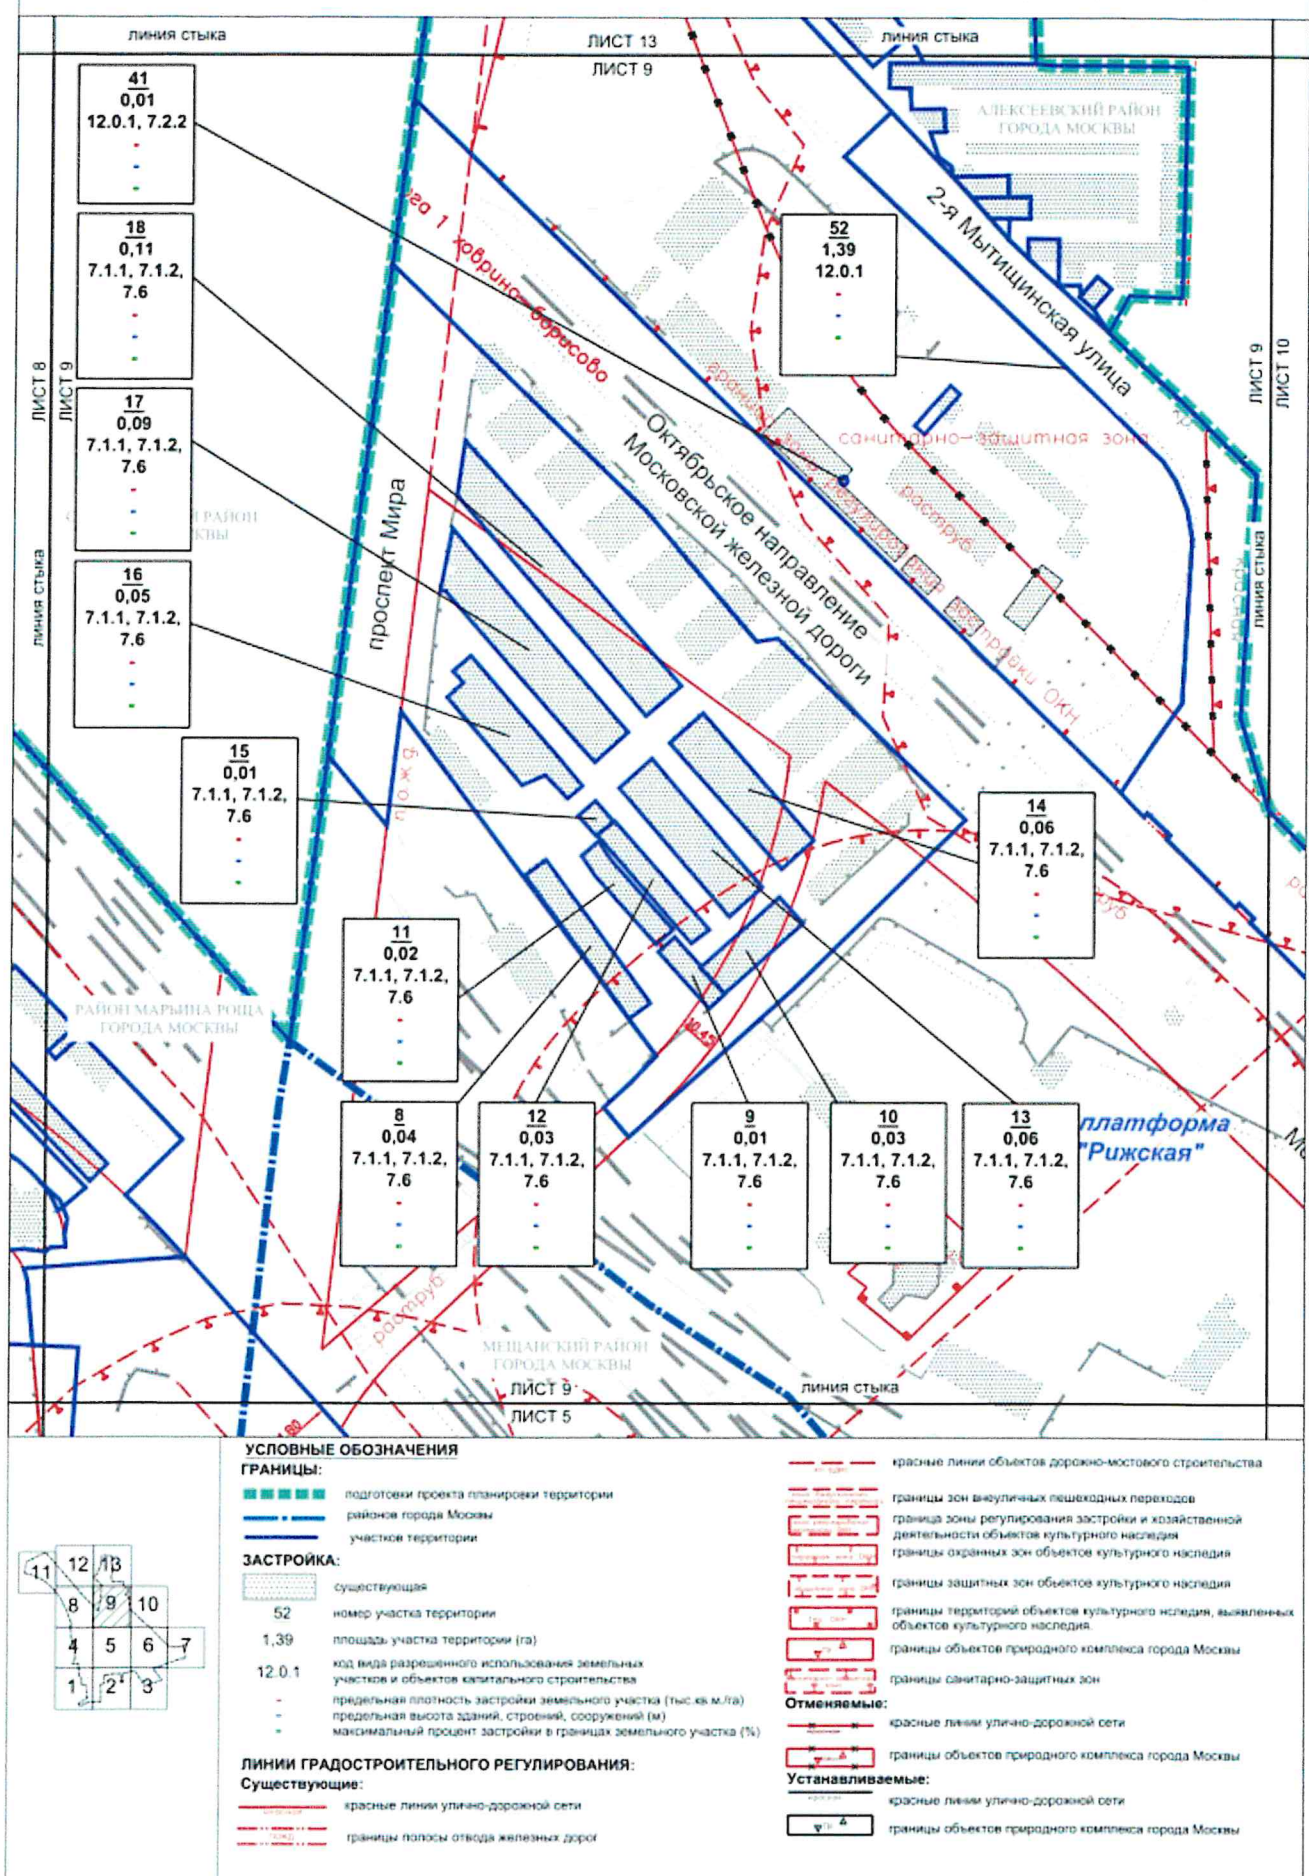 линия стыка
ЛИСТ 13
линия стыка
ЛИСТ 9
41
0,01
12.0.1, 7.2.2
-
-
-
АЛЕКСЕЕВСКИЙ РАЙОН
ГОРОДА МОСКВЫ
18
0,11
7.1.1, 7.1.2,
7.6
-
-
-
52
1,39
12.0.1
-
-
-
2-я Мытищинская улица
ховрино-борисово
ЛИСТ 8
ЛИСТ 9
ЛИСТ 9
ЛИСТ 10
17
0,09
7.1.1, 7.1.2,
7.6
-
-
-
Октябрьское направление
Московской железной дороги
санитарно-защитная зона
раструб
застройки ОКН
проспект Мира
РАЙОН
линия стыка
линия стыка
16
0,05
7.1.1, 7.1.2,
7.6
-
-
-
15
0,01
7.1.1, 7.1.2,
7.6
-
-
-
14
0,06
7.1.1, 7.1.2,
7.6
-
-
-
11
0,02
7.1.1, 7.1.2,
7.6
-
-
-
РАЙОН МАРЬИНА РОЩА
ГОРОДА МОСКВЫ
10.45
8
0,04
7.1.1, 7.1.2,
7.6
-
-
-
12
0,03
7.1.1, 7.1.2,
7.6
-
-
-
9
0,01
7.1.1, 7.1.2,
7.6
-
-
-
10
0,03
7.1.1, 7.1.2,
7.6
-
-
-
13
0,06
7.1.1, 7.1.2,
7.6
-
-
-
платформа
"Рижская"
раструб
МЕЩАНСКИЙ РАЙОН
ГОРОДА МОСКВЫ
ЛИСТ 9
линия стыка
ЛИСТ 5
УСЛОВНЫЕ ОБОЗНАЧЕНИЯ
ГРАНИЦЫ:
подготовки проекта планировки территории
районов города Москвы
участков территории
ЗАСТРОЙКА:
существующая
52 номер участка территории
1,39 площадь участка территории (га)
12.0.1 код вида разрешенного использования земельных
участков и объектов капитального строительства
- предельная плотность застройки земельного участка (тыс.кв.м./га)
- предельная высота зданий, строений, сооружений (м)
- максимальный процент застройки в границах земельного участка (%)
ЛИНИИ ГРАДОСТРОИТЕЛЬНОГО РЕГУЛИРОВАНИЯ:
Существующие:
красные линии улично-дорожной сети
границы полосы отвода железных дорог
красные линии объектов дорожно-мостового строительства
границы зон внеуличных пешеходных переходов
граница зоны регулирования застройки и хозяйственной
деятельности объектов культурного наследия
границы охранных зон объектов культурного наследия
границы защитных зон объектов культурного наследия
границы территорий объектов культурного нследия, выявленных
объектов культурного наследия.
границы объектов природного комплекса города Москвы
границы санитарно-защитных зон
Отменяемые:
красные линии улично-дорожной сети
границы объектов природного комплекса города Москвы
Устанавливаемые:
красные линии улично-дорожной сети
границы объектов природного комплекса города Москвы
11
12
13
8
9
10
4
5
6
7
1
2
3